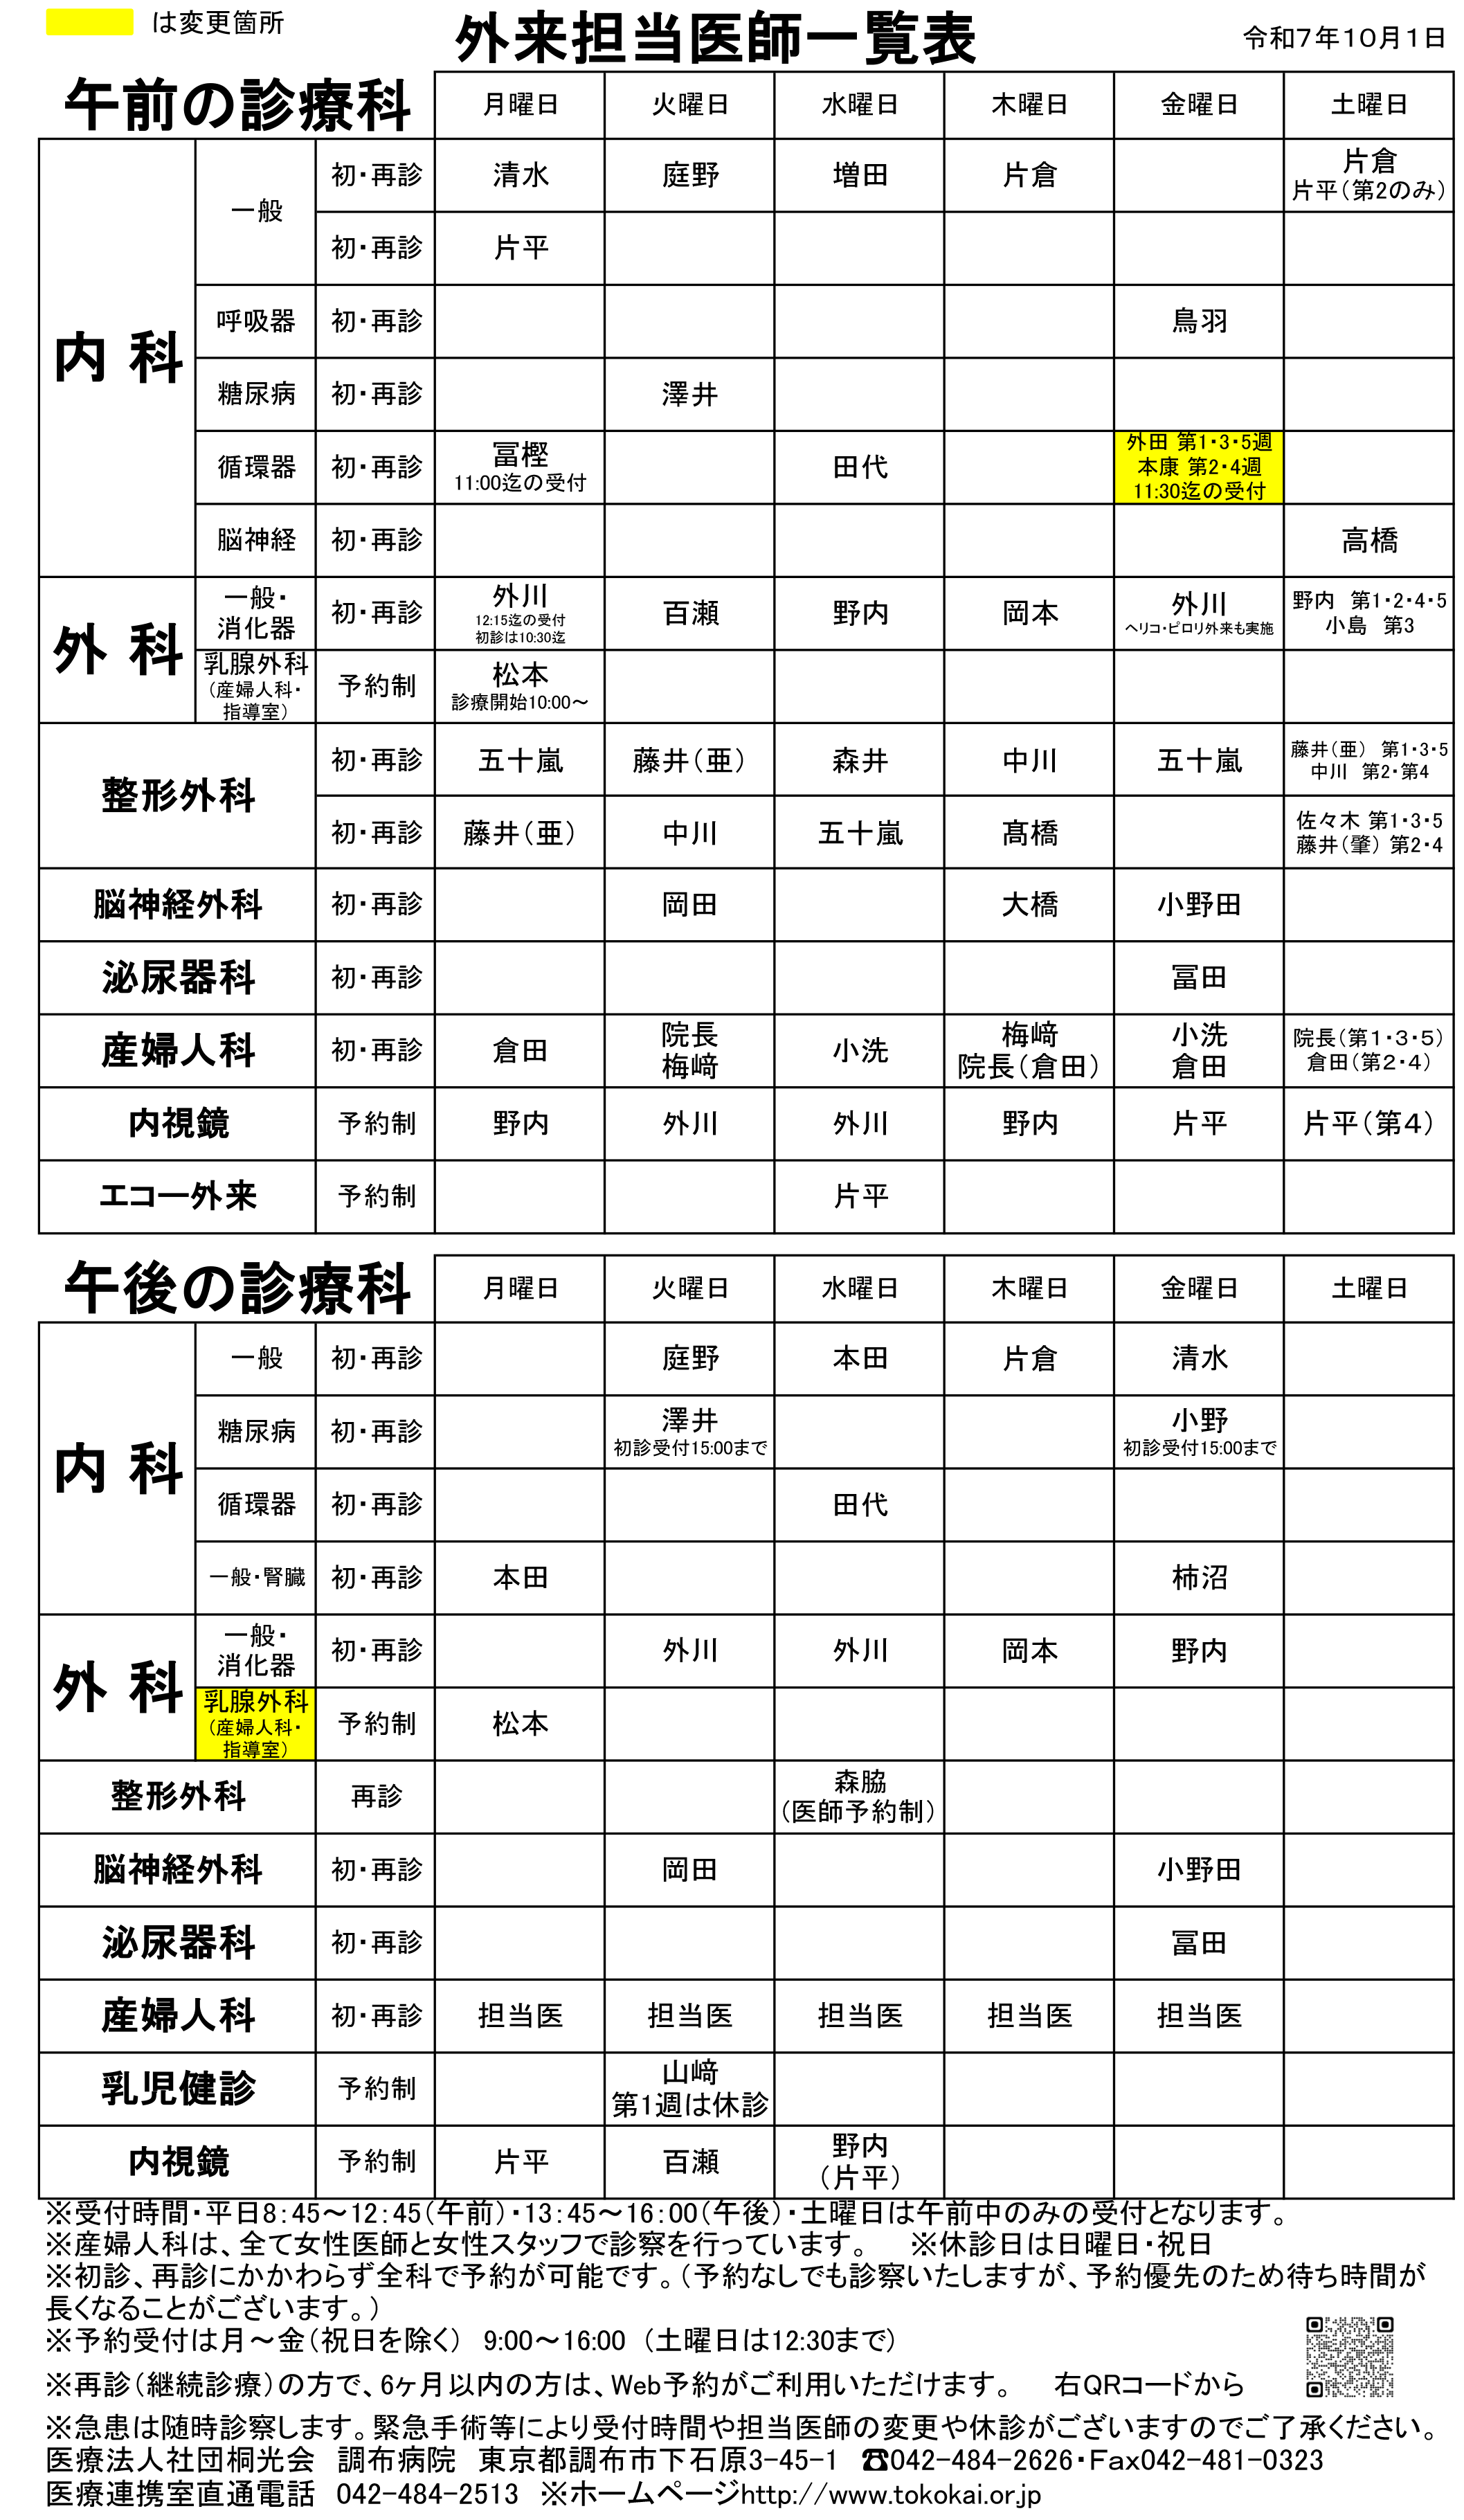 は変更箇所
外来担当医師一覧表
令和7年10月1日
午前の診療科 月曜日 火曜日 水曜日 木曜日 金曜日 土曜日
内 科
一般 初・再診 清水 庭野 増田 片倉 片倉
片平（第2のみ）
初・再診 片平
呼吸器 初・再診 鳥羽
糖尿病 初・再診 澤井
循環器 初・再診 冨樫
11:00迄の受付
田代
外田 第1・3・5週
本康 第2・4週
11:30迄の受付
脳神経 初・再診 高橋
外 科
一般・
消化器
初・再診 外川
12:15迄の受付
初診は10:30迄
百瀬 野内 岡本 外川
ヘリコ・ピロリ外来も実施
野内 第1・2・4・5
小島 第3
乳腺外科
（産婦人科・
指導室）
予約制 松本
診療開始10:00～
整形外科
初・再診 五十嵐 藤井（亜） 森井 中川 五十嵐 藤井（亜） 第1・3・5
中川 第2・第4
初・再診 藤井（亜） 中川 五十嵐 髙橋 佐々木 第1・3・5
藤井（肇） 第2・4
脳神経外科 初・再診 岡田 大橋 小野田
泌尿器科 初・再診 冨田
産婦人科 初・再診 倉田 院長
梅﨑
小洗 梅﨑
院長（倉田）
小洗
倉田
院長（第1・3・5）
倉田（第2・4）
内視鏡 予約制 野内 外川 外川 野内 片平 片平（第4）
エコー外来 予約制 片平
午後の診療科 月曜日 火曜日 水曜日 木曜日 金曜日 土曜日
内 科
一般 初・再診 庭野 本田 片倉 清水
糖尿病 初・再診 澤井
初診受付15:00まで
小野
初診受付15:00まで
循環器 初・再診 田代
一般・腎臓 初・再診 本田 柿沼
外 科
一般・
消化器
初・再診 外川 外川 岡本 野内
乳腺外科
（産婦人科・
指導室）
予約制 松本
整形外科 再診 森脇
（医師予約制）
脳神経外科 初・再診 岡田 小野田
泌尿器科 初・再診 冨田
産婦人科 初・再診 担当医 担当医 担当医 担当医 担当医
乳児健診 予約制 山﨑
第1週は休診
内視鏡 予約制 片平 百瀬 野内
（片平）
※受付時間・平日8:45～12:45（午前）・13:45～16:00（午後）・土曜日は午前中のみの受付となります。
※産婦人科は、全て女性医師と女性スタッフで診察を行っています。 ※休診日は日曜日・祝日
※初診、再診にかかわらず全科で予約が可能です。（予約なしでも診察いたしますが、予約優先のため待ち時間が
長くなることがございます。）
※予約受付は月～金（祝日を除く） 9:00～16:00 （土曜日は12:30まで）
※再診（継続診療）の方で、6ヶ月以内の方は、Web予約がご利用いただけます。 右QRコードから
※急患は随時診察します。緊急手術等により受付時間や担当医師の変更や休診がございますのでご了承ください。
医療法人社団桐光会 調布病院 東京都調布市下石原3-45-1 ☎042-484-2626・Fax042-481-0323
医療連携室直通電話 042-484-2513 ※ホームページhttp://www.tokokai.or.jp